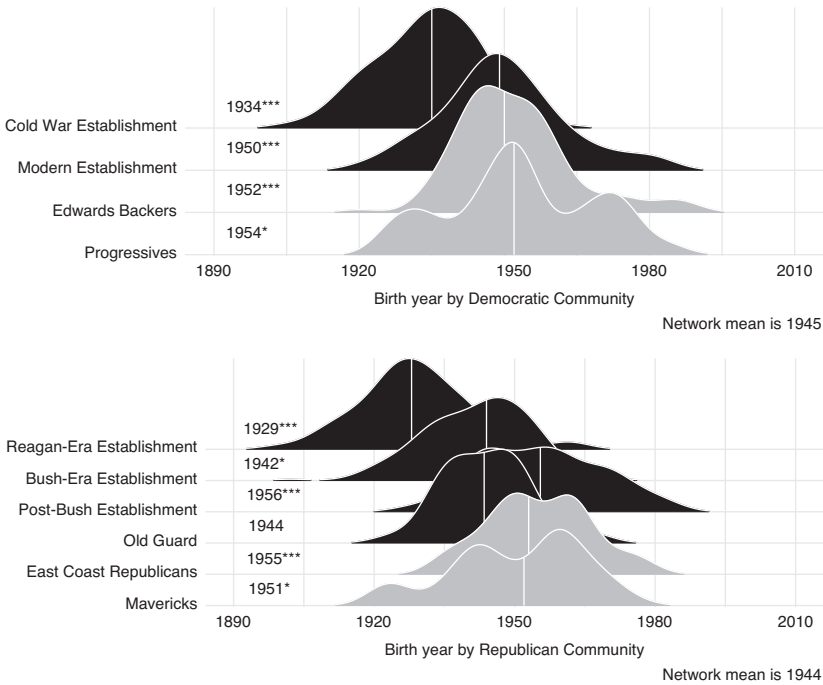 1934***
Cold War Establishment
1950***
Modern Establishment
1952***
Edwards Backers
1954*
Progressives
1890 1920 1950 1980 2010
Birth year by Democratic Community
Network mean is 1945
1929***
Reagan-Era Establishment
1942*
Bush-Era Establishment
1956***
Post-Bush Establishment
1944
Old Guard
1955***
East Coast Republicans
1951*
Mavericks
1890 1920 1950 1980 2010
Birth year by Republican Community
Network mean is 1944